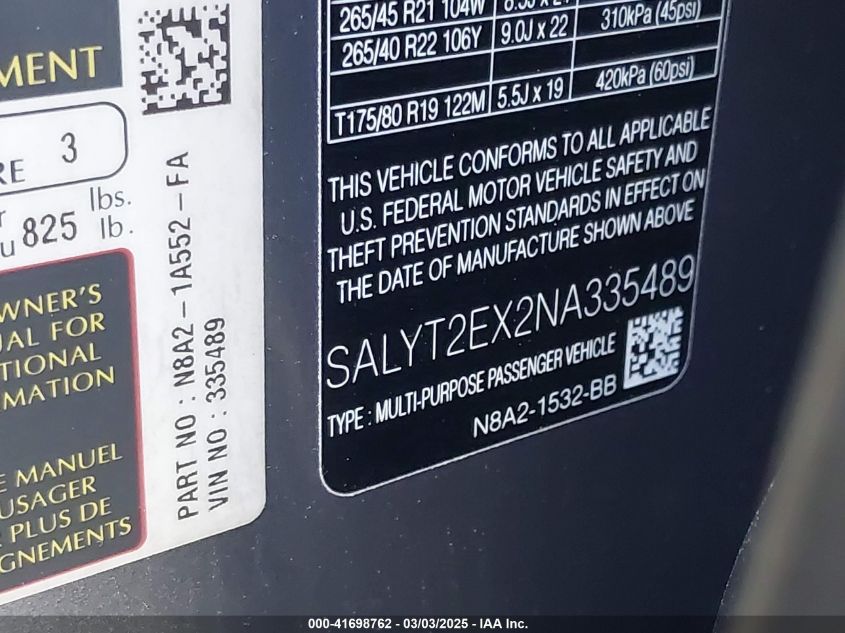 MENT
RE 3
825 lbs.
lb.
WNER'S
UAL FOR
TIONAL
MATION
E MANUEL
USAGER
R PLUS DE
GNEMENTS
PART NO : N8A2-1A552-FA
VIN NO : 335489
265/45 R21 104W
265/40 R22 106Y 9.0J x 22 310kPa (45psi)
T175/80 R19 122M 5.5J x 19 420kPa (60psi)
THIS VEHICLE CONFORMS TO ALL APPLICABLE
U.S. FEDERAL MOTOR VEHICLE SAFETY AND
THEFT PREVENTION STANDARDS IN EFFECT ON
THE DATE OF MANUFACTURE SHOWN ABOVE
SALYT2EX2NA335489
TYPE : MULTI-PURPOSE PASSENGER VEHICLE
N8A2-1532-BB
000-41698762 - 03/03/2025 - IAA Inc.